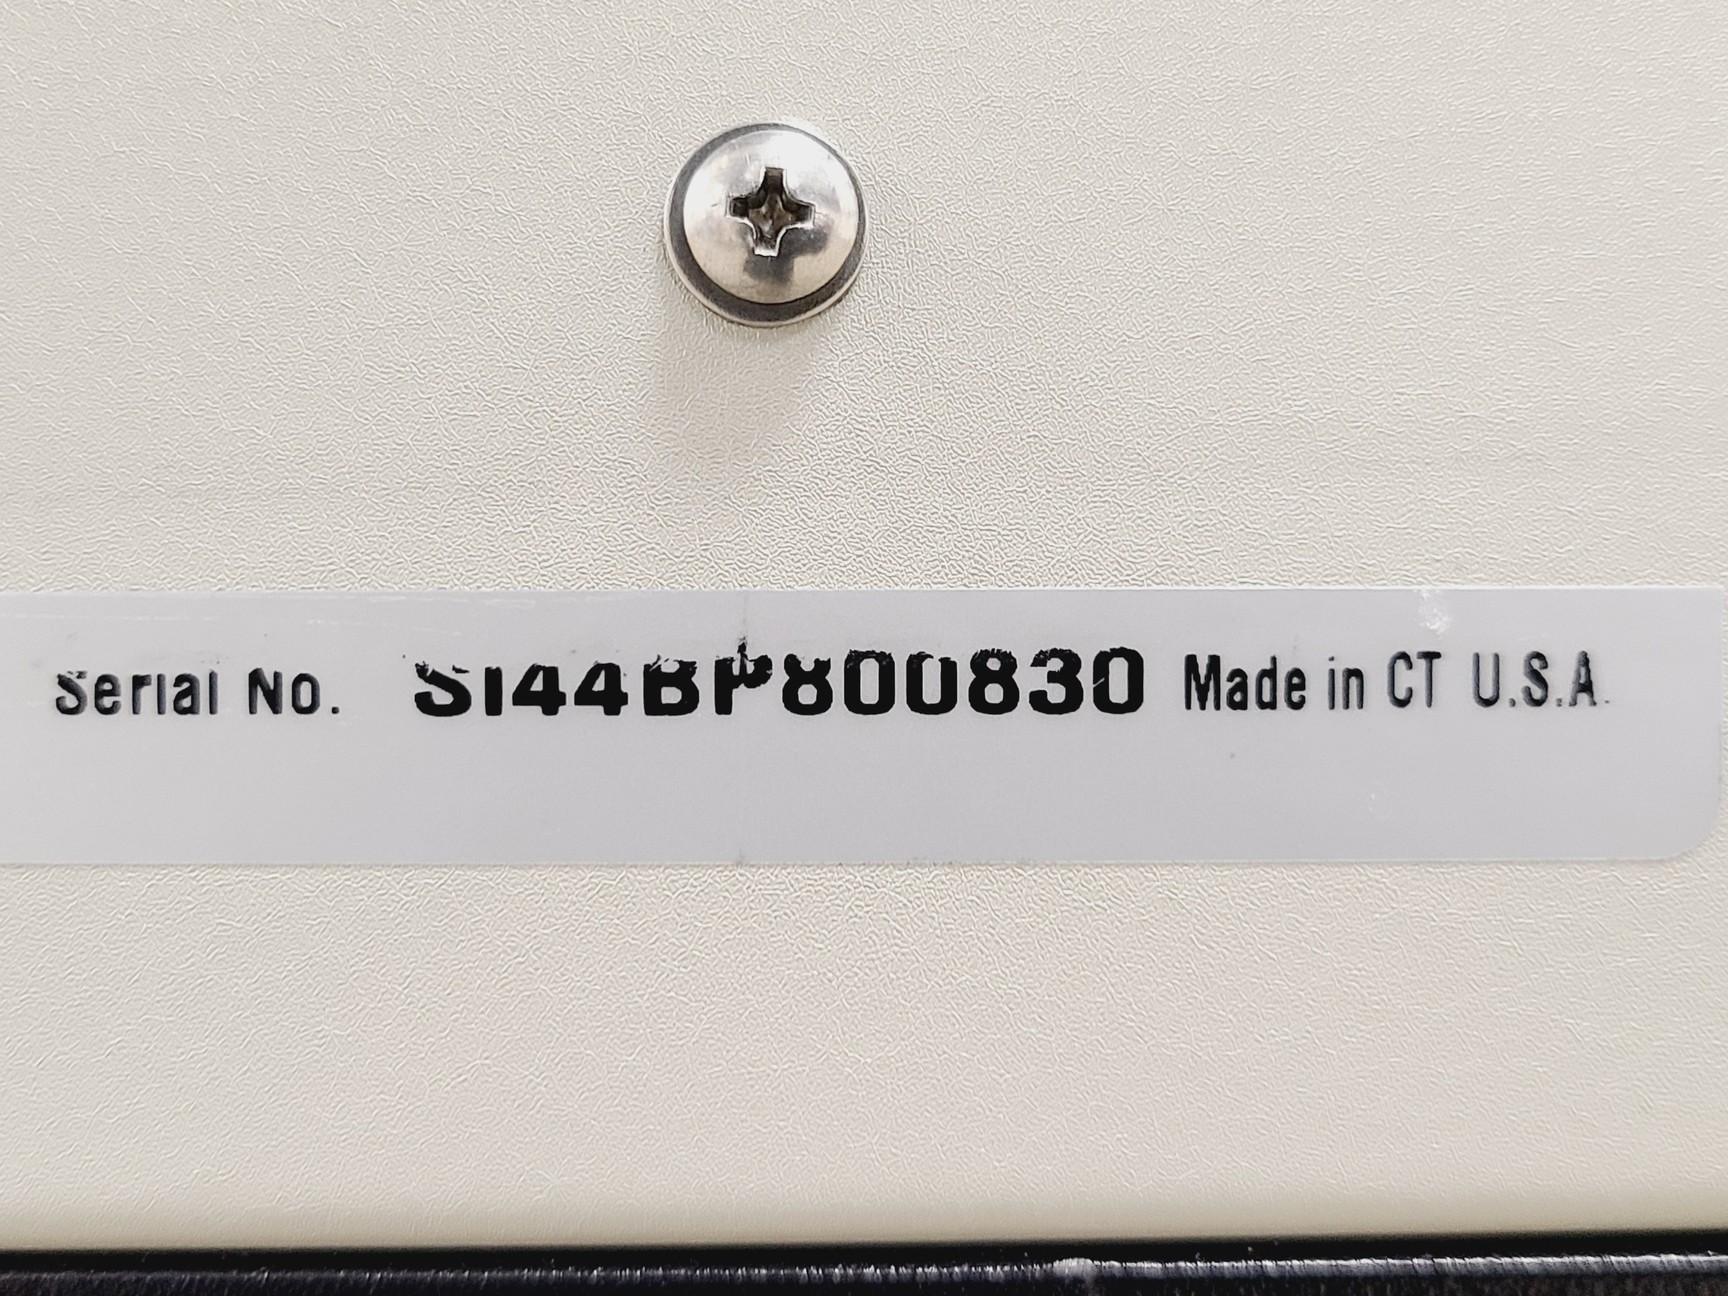 Serial No. SI44BP800830 Made in CT U.S.A.